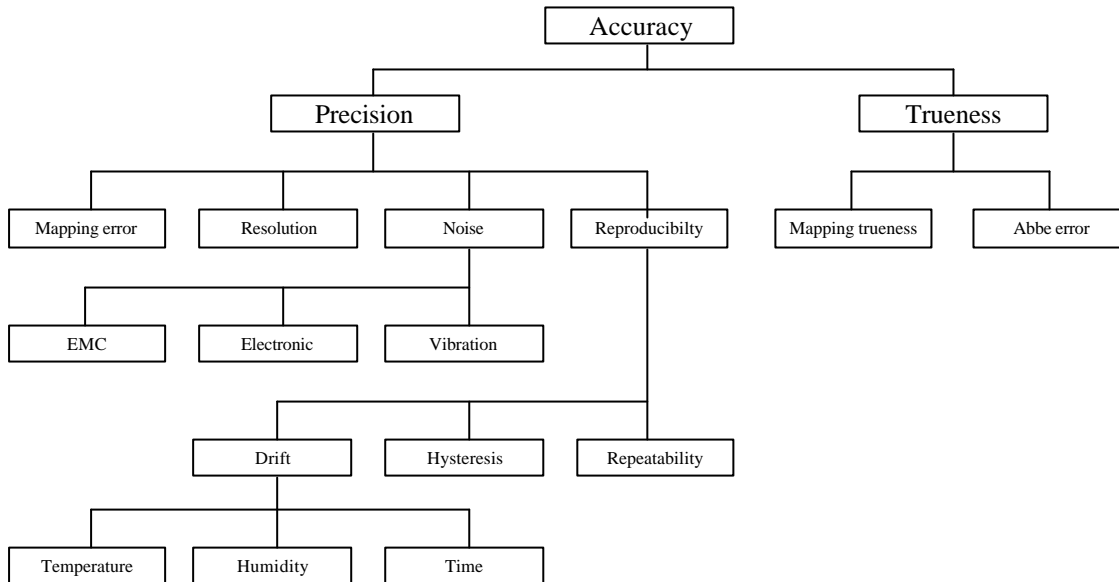 Accuracy
Precision
Trueness
Mapping error
Resolution
Noise
Reproducibilty
Mapping trueness
Abbe error
EMC
Electronic
Vibration
Drift
Hysteresis
Repeatability
Temperature
Humidity
Time